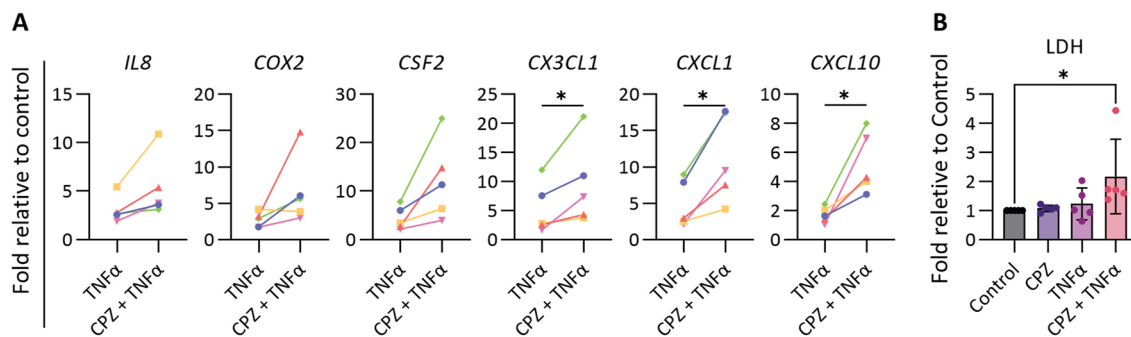 A
B
Fold relative to control
IL8
15
10
5
0
TNFα
CPZ + TNFα
COX2
20
15
10
5
0
TNFα
CPZ + TNFα
CSF2
30
20
10
0
TNFα
CPZ + TNFα
CX3CL1
*
25
20
15
10
5
0
TNFα
CPZ + TNFα
CXCL1
*
20
15
10
5
0
TNFα
CPZ + TNFα
CXCL10
*
10
8
6
4
2
0
TNFα
CPZ + TNFα
Fold reletive to Control
LDH
*
5
4
3
2
1
0
Control
CPZ
TNFα
CPZ + TNFα